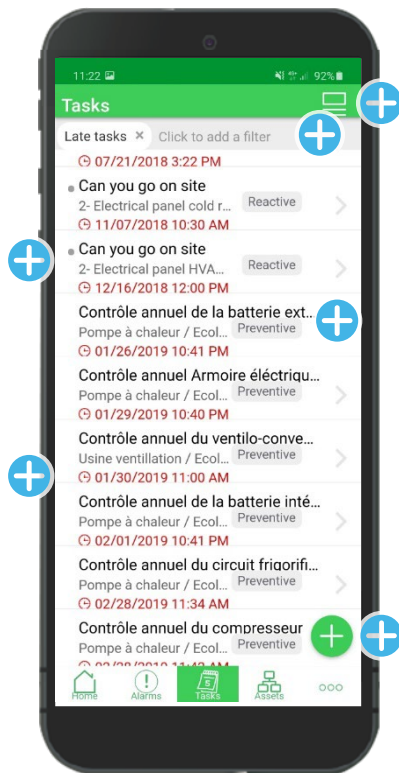 11:22 92%
Tasks
Late tasks × Click to add a filter
07/21/2018 3:22 PM
Can you go on site
2- Electrical panel cold r... Reactive
11/07/2018 10:30 AM
Can you go on site
2- Electrical panel HVA... Reactive
12/16/2018 12:00 PM
Contrôle annuel de la batterie ext..
Pompe à chaleur / Ecol... Preventive
01/26/2019 10:41 PM
Contrôle annuel Armoire éléctriqu...
Pompe à chaleur / Ecol... Preventive
01/29/2019 10:40 PM
Contrôle annuel du ventilo-conve...
Usine ventillation / Ecol... Preventive
01/30/2019 11:00 AM
Contrôle annuel de la batterie inté...
Pompe à chaleur / Ecol... Preventive
02/01/2019 10:41 PM
Contrôle annuel du circuit frigorifi...
Pompe à chaleur / Ecol... Preventive
02/28/2019 11:34 AM
Contrôle annuel du compresseur
Pompe à chaleur / Ecol... Preventive
02/28/2019 11:43 AM
Home Alarms Tasks Assets